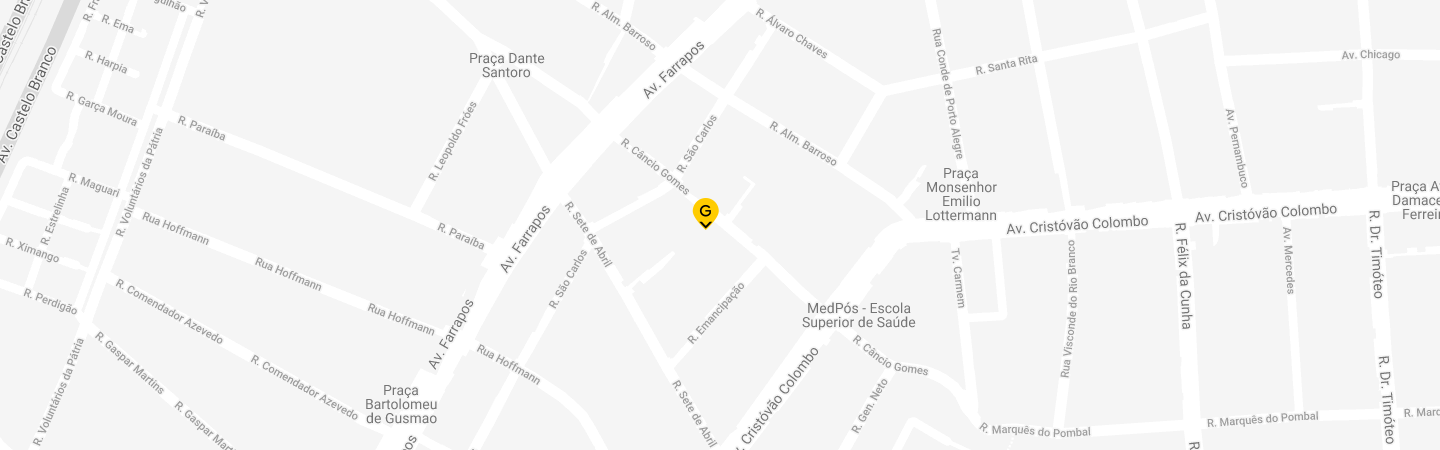 R. Ema
R. Harpia
R. Garça Moura
Av. Castelo Branco
R. Voluntários da Pátria
R. Paraíba
R. Maguari
R. Estrelinha
R. Ximango
R. Perdigão
R. Voluntários da Pátria
Rua Hoffmann
Rua Hoffmann
Rua Hoffmann
Rua Hoffmann
R. Comendador Azevedo
R. Comendador Azevedo
R. Gaspar Martins
R. Gaspar Mar
Praça
Bartolomeu
de Gusmao
Praça Dante
Santoro
R. Leopoldo Fróes
R. Paraíba
Av. Farrapos
Av. Farrapos
Av. Farrapos
R. Alm. Barroso
R. Álvaro Chaves
R. São Carlos
R. Câncio Gomes
R. Alm. Barroso
G
R. Sete de Abril
R. São Carlos
R. Emancipação
R. Sete de Abril
MedPós - Escola
Superior de Saúde
R. Câncio Gomes
R. Gen. Neto
Cristóvão Colombo
Rua Conde de Porto Alegre
R. Santa Rita
Av. Chicago
Av. Pernambuco
Praça
Monsenhor
Emilio
Lottermann
Av. Cristóvão Colombo
Av. Cristóvão Colombo
Praça A
Damace
Ferrei
Tv. Carmem
Rua Visconde do Rio Branco
R. Félix da Cunha
Av. Mercedes
R. Dr. Timóteo
R. Dr. Timóteo
R. Marquês do Pombal
R. Marquês do Pombal
R. Marc